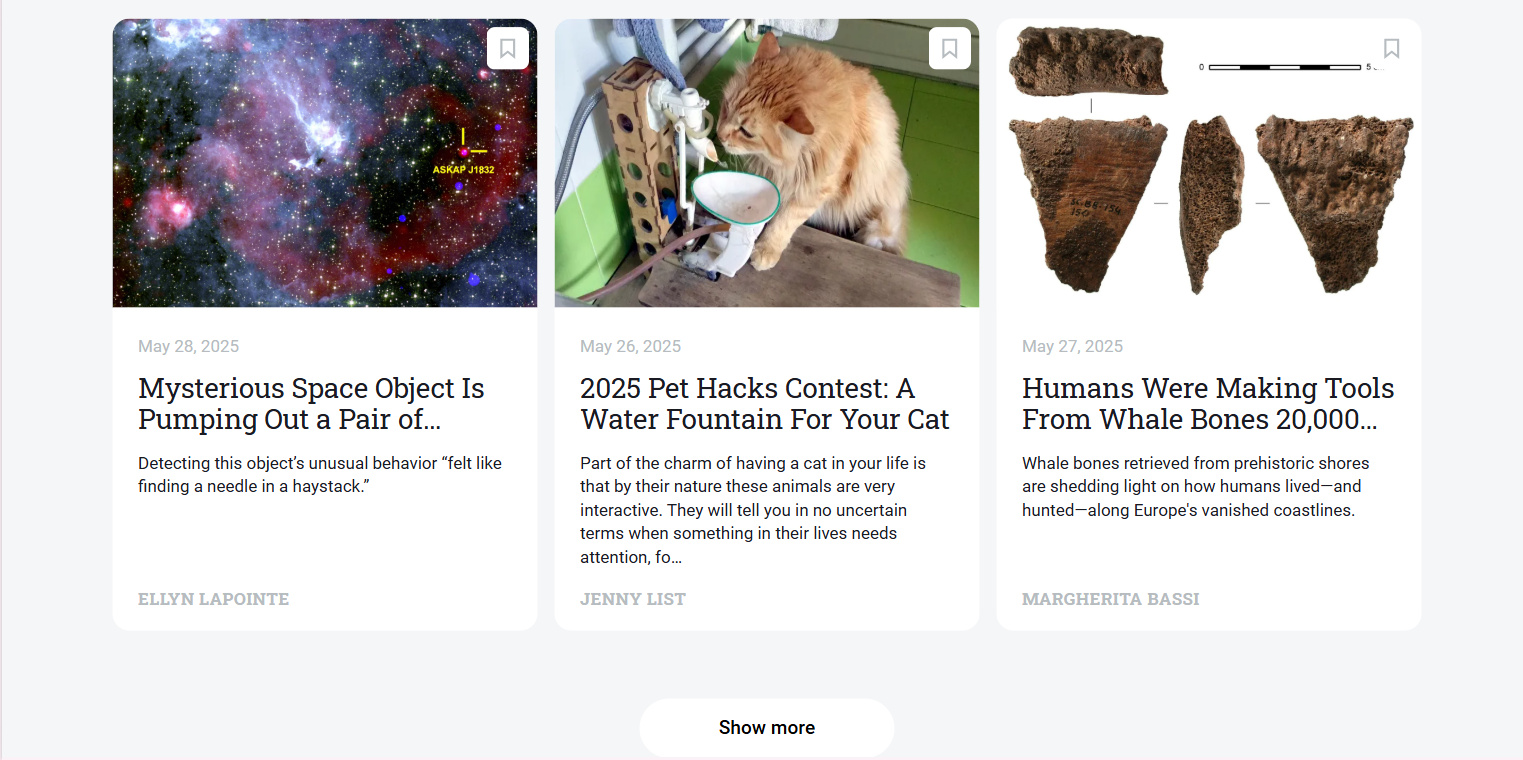 ASKAP J1832
0
5
May 28, 2025
Mysterious Space Object Is
Pumping Out a Pair of...
Detecting this object’s unusual behavior “felt like
finding a needle in a haystack.”
ELLYN LAPOINTE
May 26, 2025
2025 Pet Hacks Contest: A
Water Fountain For Your Cat
Part of the charm of having a cat in your life is
that by their nature these animals are very
interactive. They will tell you in no uncertain
terms when something in their lives needs
attention, fo...
JENNY LIST
May 27, 2025
Humans Were Making Tools
From Whale Bones 20,000...
Whale bones retrieved from prehistoric shores
are shedding light on how humans lived—and
hunted—along Europe's vanished coastlines.
MARGHERITA BASSI
Show more